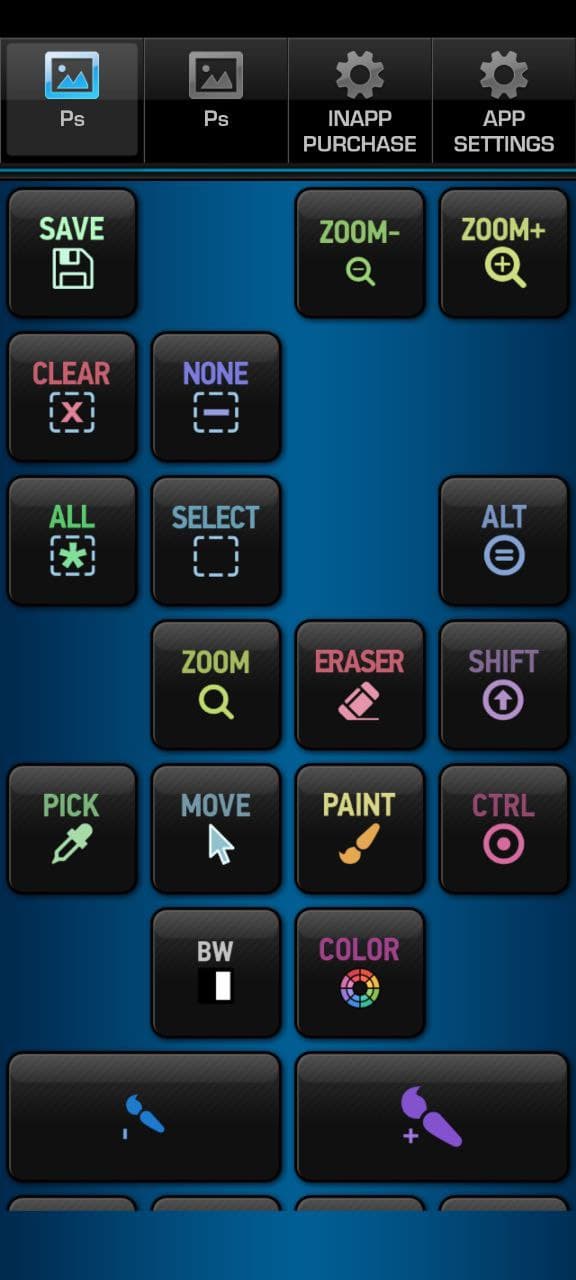 Ps
Ps
INAPP
PURCHASE
APP
SETTINGS
SAVE
ZOOM-
ZOOM+
CLEAR
NONE
ALL
SELECT
ALT
ZOOM
ERASER
SHIFT
PICK
MOVE
PAINT
CTRL
BW
COLOR